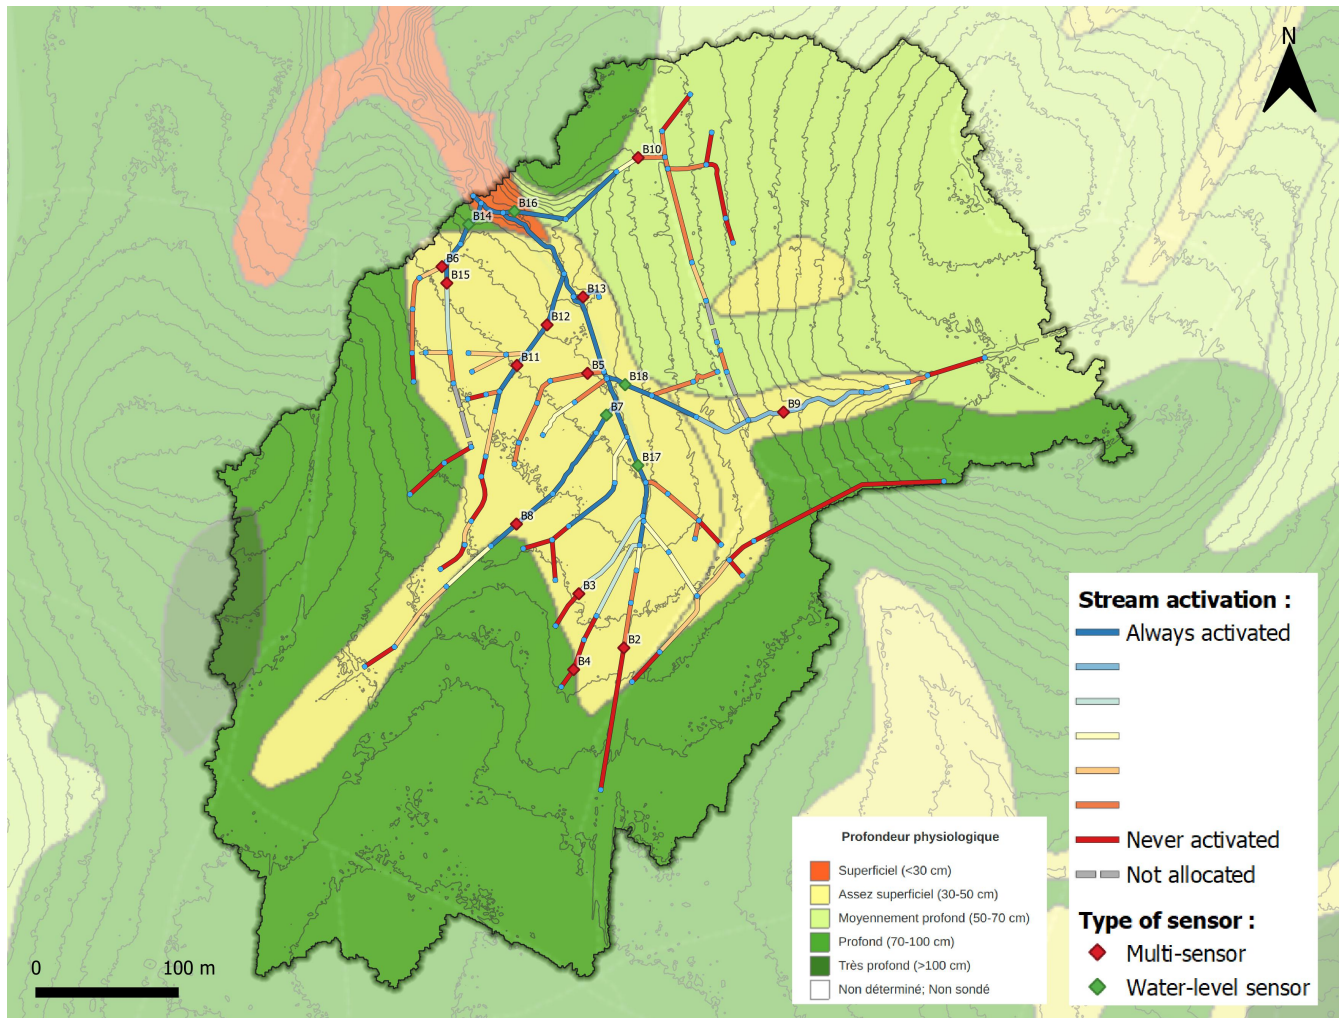 N
B10
B16
B14
B6
B15
B13
B12
B11
B5
B18
B9
B7
B17
B8
B3
B2
B4
Stream activation :
Always activated
Never activated
Not allocated
Type of sensor :
Multi-sensor
Water-level sensor
Profondeur physiologique
Superficiel (<30 cm)
Assez superficiel (30-50 cm)
Moyennement profond (50-70 cm)
Profond (70-100 cm)
Très profond (>100 cm)
Non déterminé; Non sondé
0 100 m